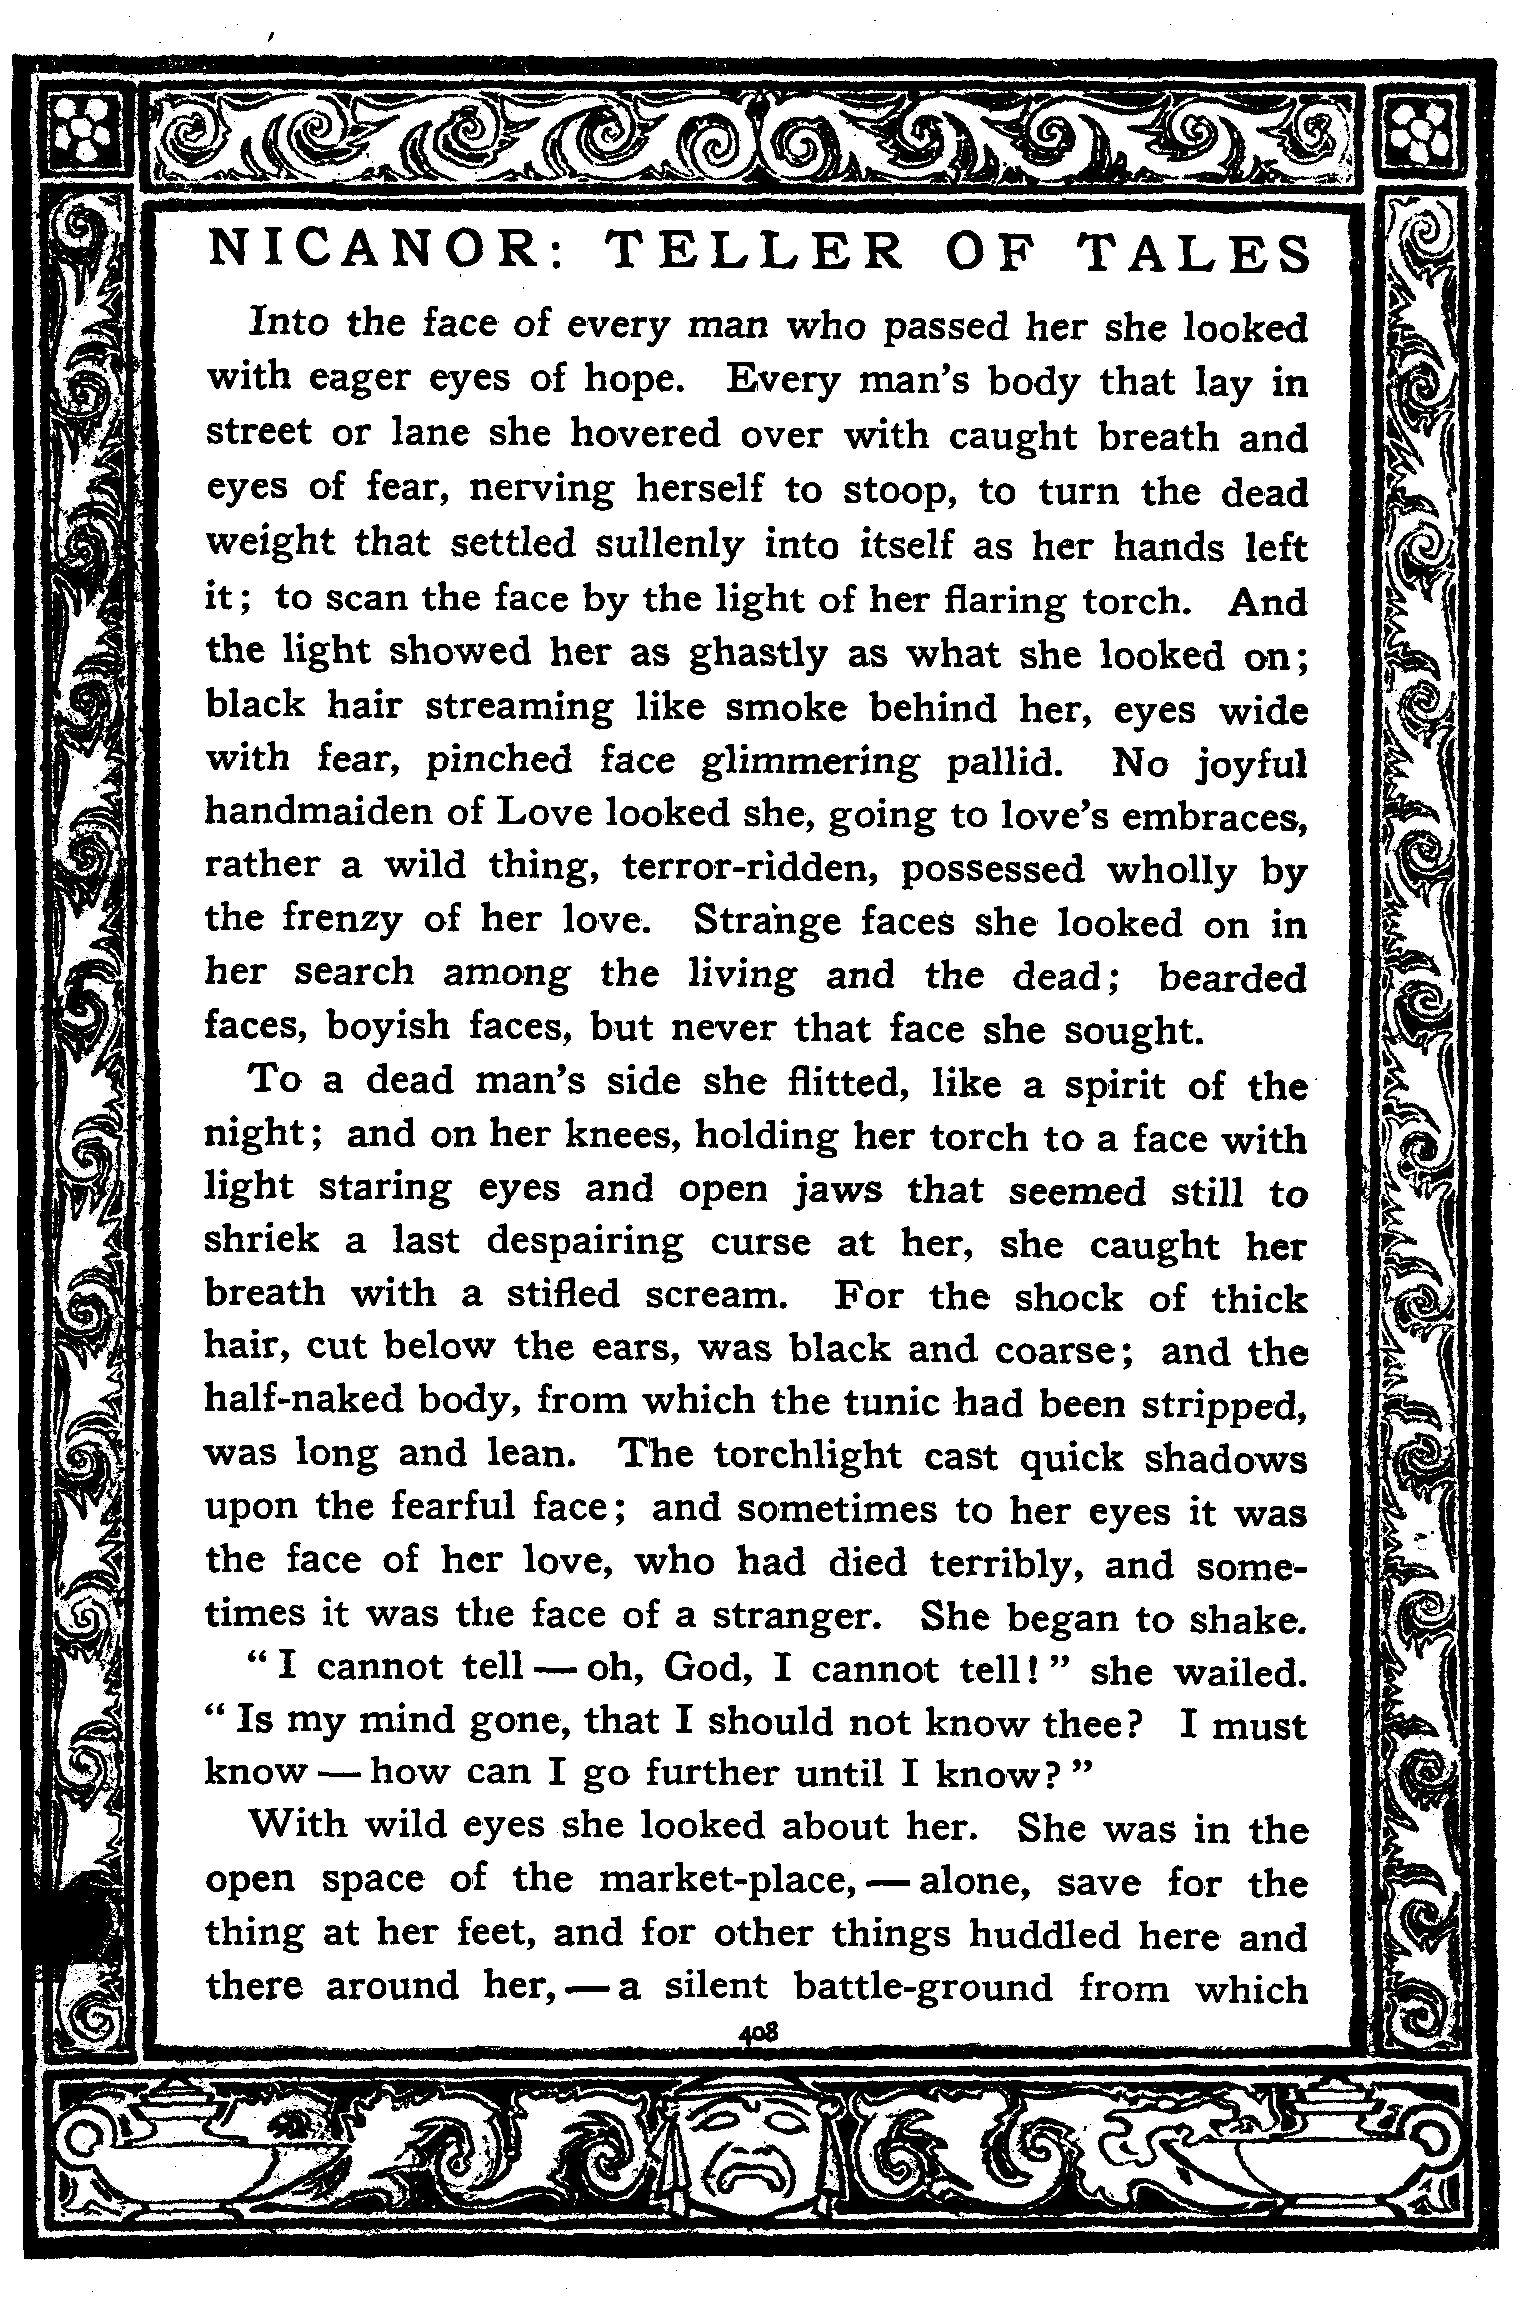 NICANOR: TELLER OF TALES
Into the face of every man who passed her she looked
with eager eyes of hope. Every man's body that lay in
street or lane she hovered over with caught breath and
eyes of fear, nerving herself to stoop, to turn the dead
weight that settled sullenly into itself as her hands left
it; to scan the face by the light of her flaring torch. And
the light showed her as ghastly as what she looked on;
black hair streaming like smoke behind her, eyes wide
with fear, pinched face glimmering pallid. No joyful
handmaiden of Love looked she, going to love's embraces,
rather a wild thing, terror-ridden, possessed wholly by
the frenzy of her love. Strange faces she looked on in
her search among the living and the dead; bearded
faces, boyish faces, but never that face she sought.
To a dead man's side she flitted, like a spirit of the
night; and on her knees, holding her torch to a face with
light staring eyes and open jaws that seemed still to
shriek a last despairing curse at her, she caught her
breath with a stifled scream. For the shock of thick
hair, cut below the ears, was black and coarse; and the
half-naked body, from which the tunic had been stripped,
was long and lean. The torchlight cast quick shadows
upon the fearful face; and sometimes to her eyes it was
the face of her love, who had died terribly, and some-
times it was the face of a stranger. She began to shake.
"I cannot tell — oh, God, I cannot tell!" she wailed.
"Is my mind gone, that I should not know thee? I must
know — how can I go further until I know?"
With wild eyes she looked about her. She was in the
open space of the market-place, — alone, save for the
thing at her feet, and for other things huddled here and
there around her, — a silent battle-ground from which
408